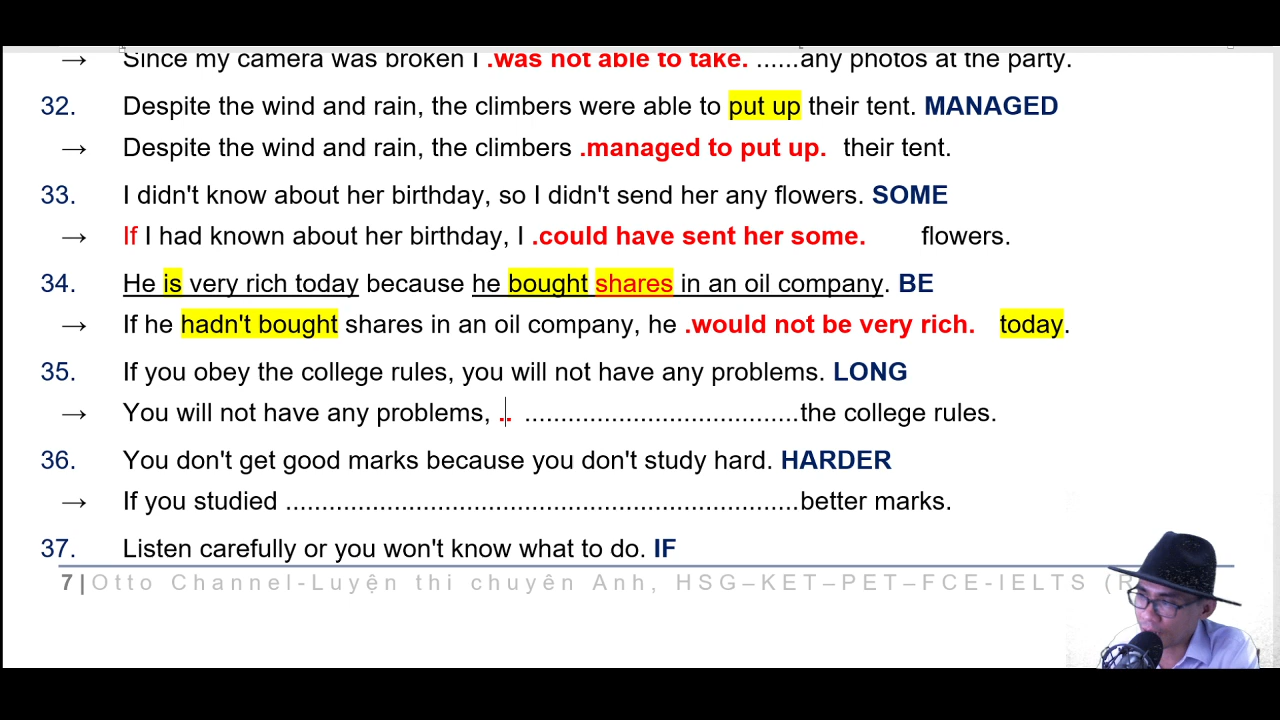 → Since my camera was broken I .was not able to take. ......any photos at the party.
32. Despite the wind and rain, the climbers were able to put up their tent. MANAGED
→ Despite the wind and rain, the climbers .managed to put up. their tent.
33. I didn't know about her birthday, so I didn't send her any flowers. SOME
→ If I had known about her birthday, I .could have sent her some. flowers.
34. He is very rich today because he bought shares in an oil company. BE
→ If he hadn't bought shares in an oil company, he .would not be very rich. today.
35. If you obey the college rules, you will not have any problems. LONG
→ You will not have any problems, .. ......................................the college rules.
36. You don't get good marks because you don't study hard. HARDER
→ If you studied .......................................................................better marks.
37. Listen carefully or you won't know what to do. IF
7|Otto Channel-Luyện thi chuyên Anh, HSG–KET–PET–FCE-IELTS